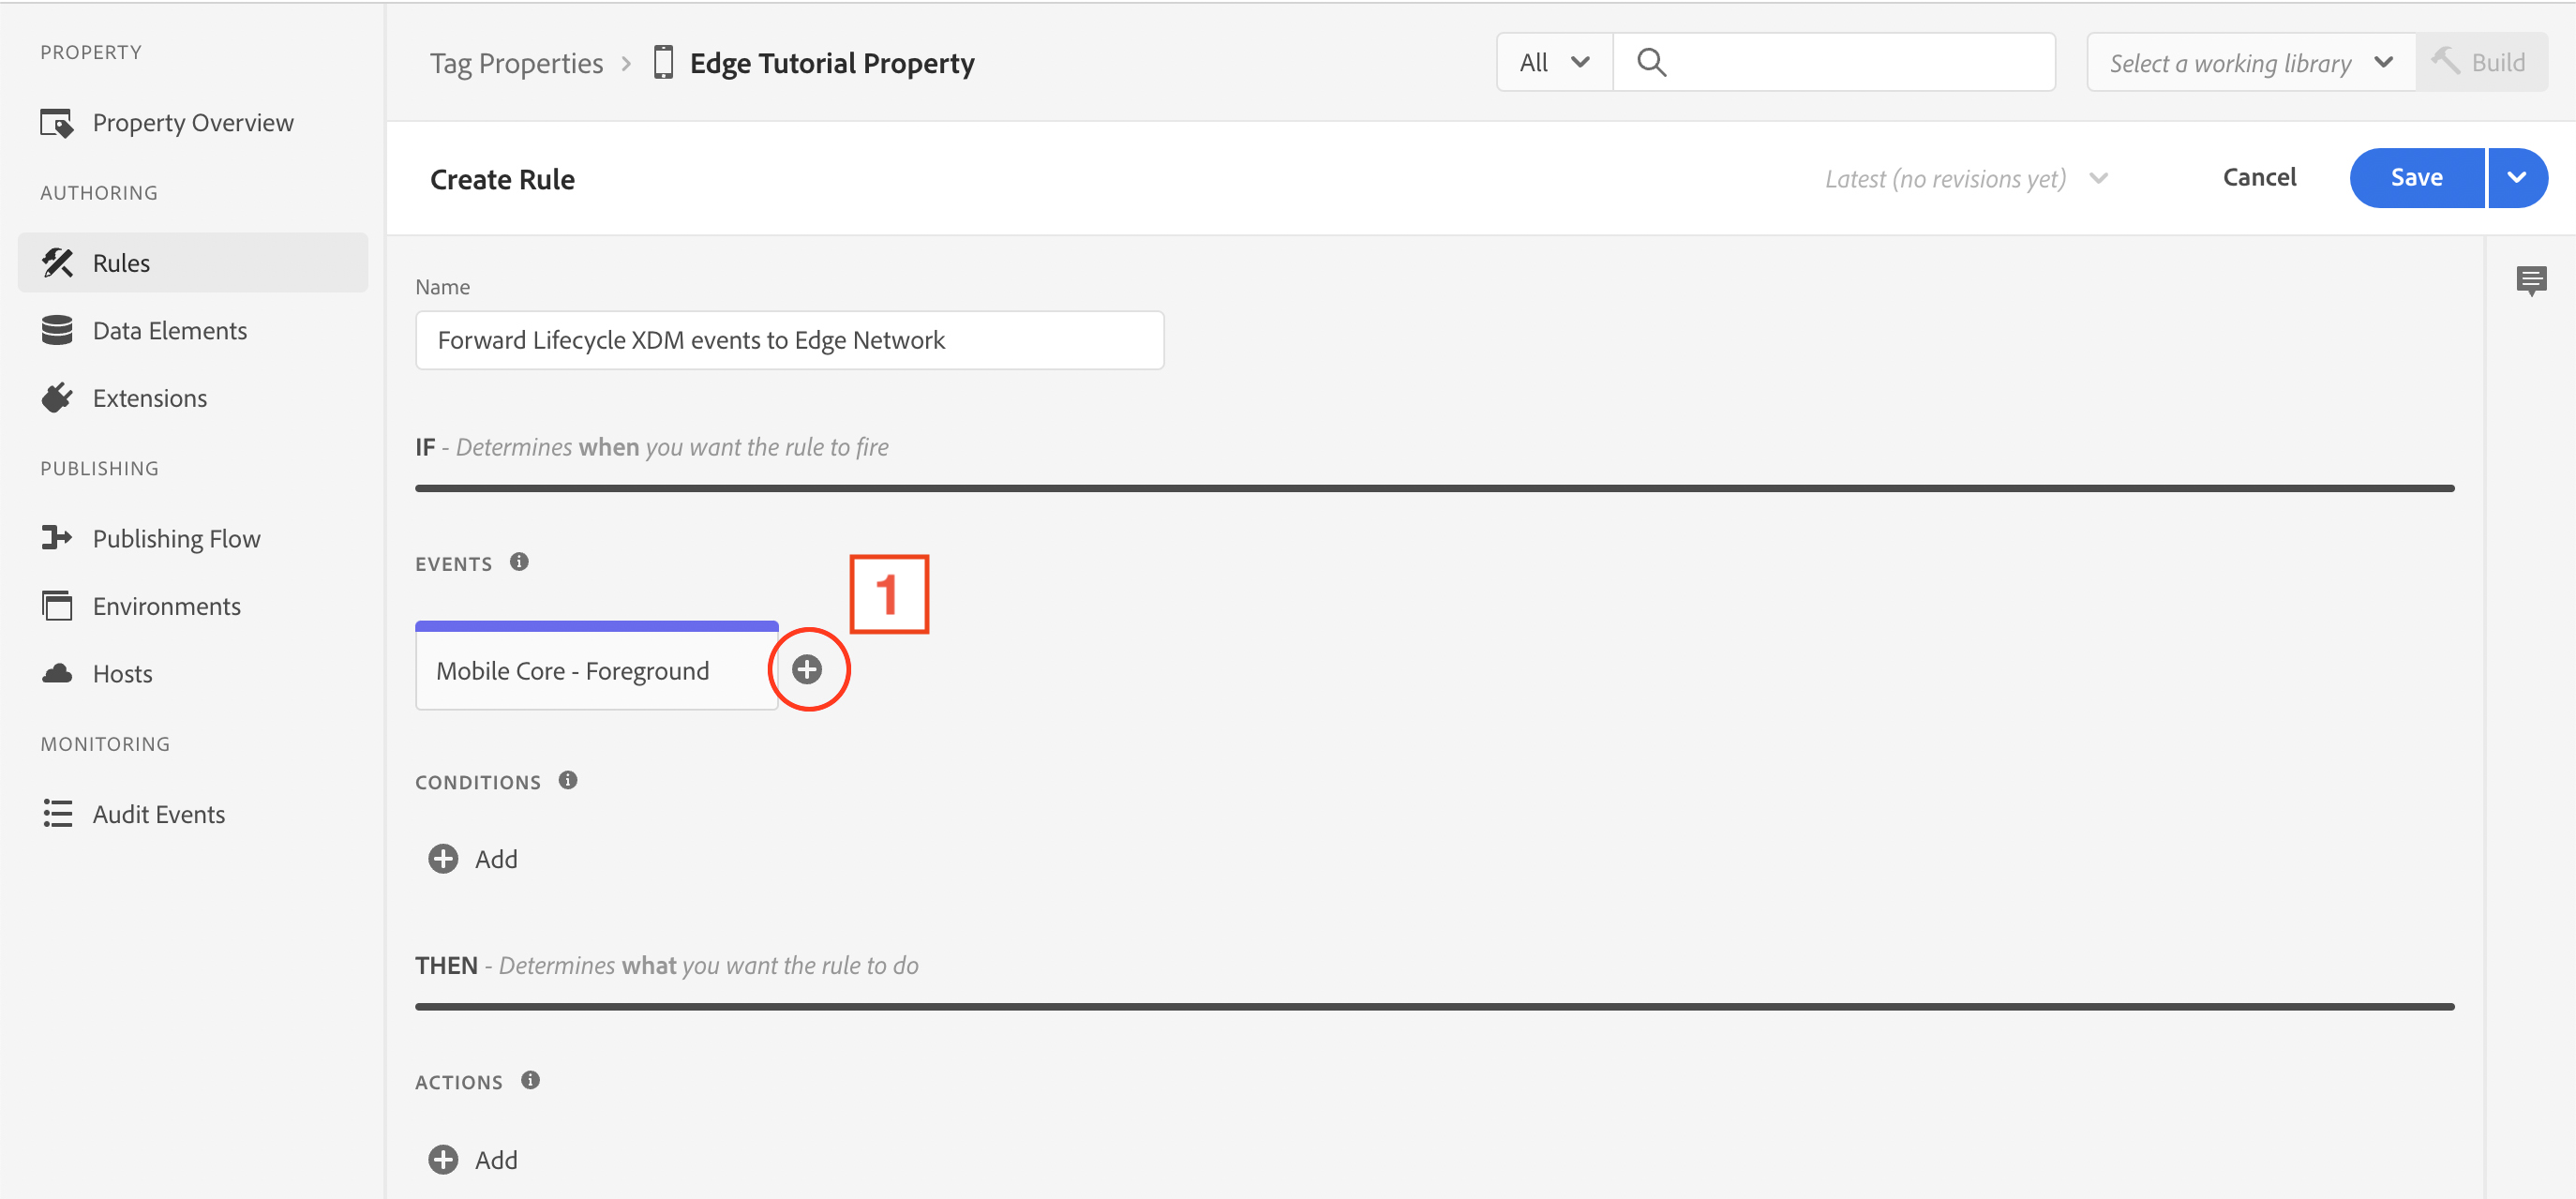 PROPERTY
Property Overview
AUTHORING
Rules
Data Elements
Extensions
PUBLISHING
Publishing Flow
Environments
Hosts
MONITORING
Audit Events
Tag Properties > Edge Tutorial Property
All
Select a working library
Build
Create Rule
Latest (no revisions yet)
Cancel
Save
Name
Forward Lifecycle XDM events to Edge Network
IF - Determines when you want the rule to fire
EVENTS
1
Mobile Core - Foreground
CONDITIONS
Add
THEN - Determines what you want the rule to do
ACTIONS
Add